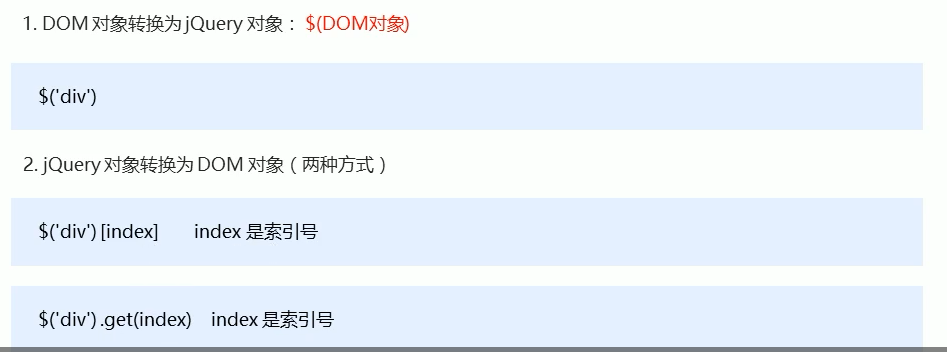 1. DOM 对象转换为 jQuery 对象： $(DOM对象)
$('div')
2. jQuery 对象转换为 DOM 对象（两种方式）
$('div') [index] index 是索引号
$('div') .get(index) index 是索引号